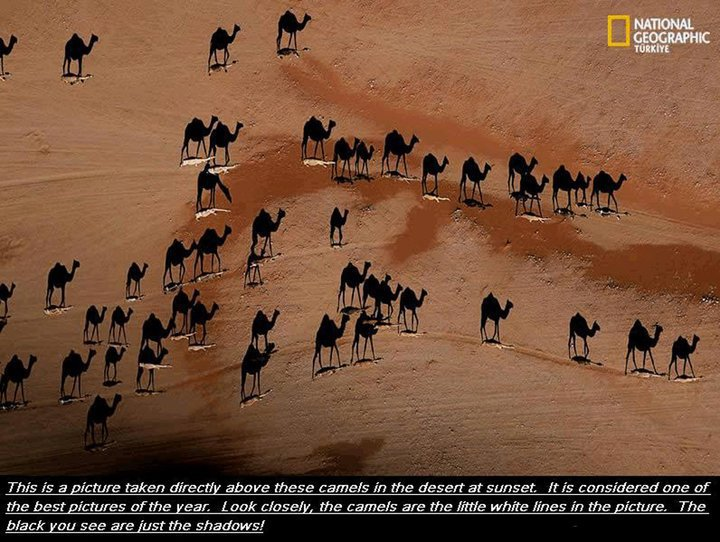 NATIONAL
GEOGRAPHIC
TÜRKİYE
This is a picture taken directly above these camels in the desert at sunset.  It is considered one of
the best pictures of the year.  Look closely, the camels are the little white lines in the picture.  The
black you see are just the shadows!